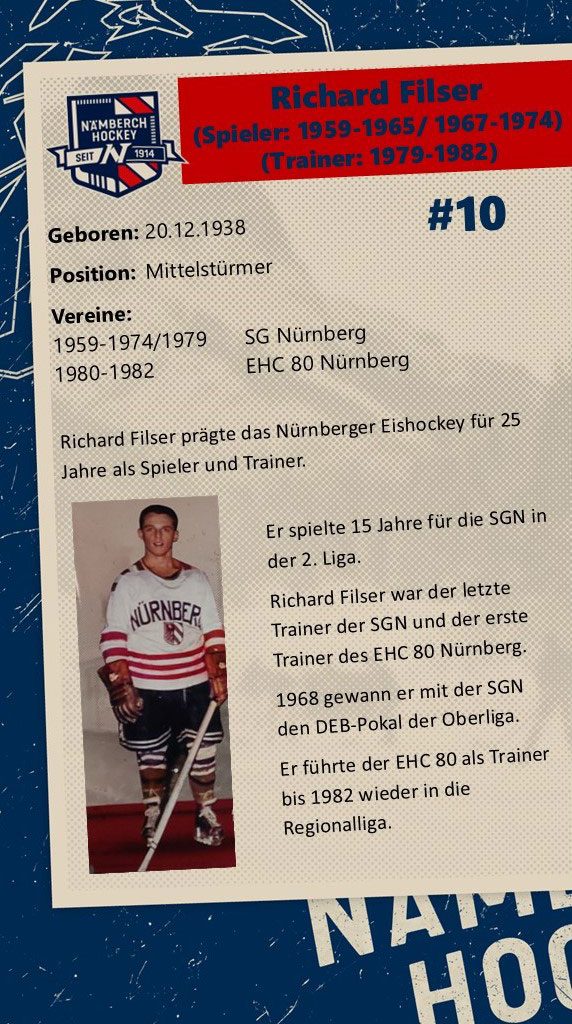 NÄMBERCH
HOCKEY
SEIT N 1914
Richard Filser
(Spieler: 1959-1965/ 1967-1974)
(Trainer: 1979-1982)
#10
Geboren: 20.12.1938
Position: Mittelstürmer
Vereine:
1959-1974/1979 SG Nürnberg
1980-1982 EHC 80 Nürnberg
Richard Filser prägte das Nürnberger Eishockey für 25
Jahre als Spieler und Trainer.
NÜRNBER
Er spielte 15 Jahre für die SGN in
der 2. Liga.
Richard Filser war der letzte
Trainer der SGN und der erste
Trainer des EHC 80 Nürnberg.
1968 gewann er mit der SGN
den DEB-Pokal der Oberliga.
Er führte der EHC 80 als Trainer
bis 1982 wieder in die
Regionalliga.
HOC